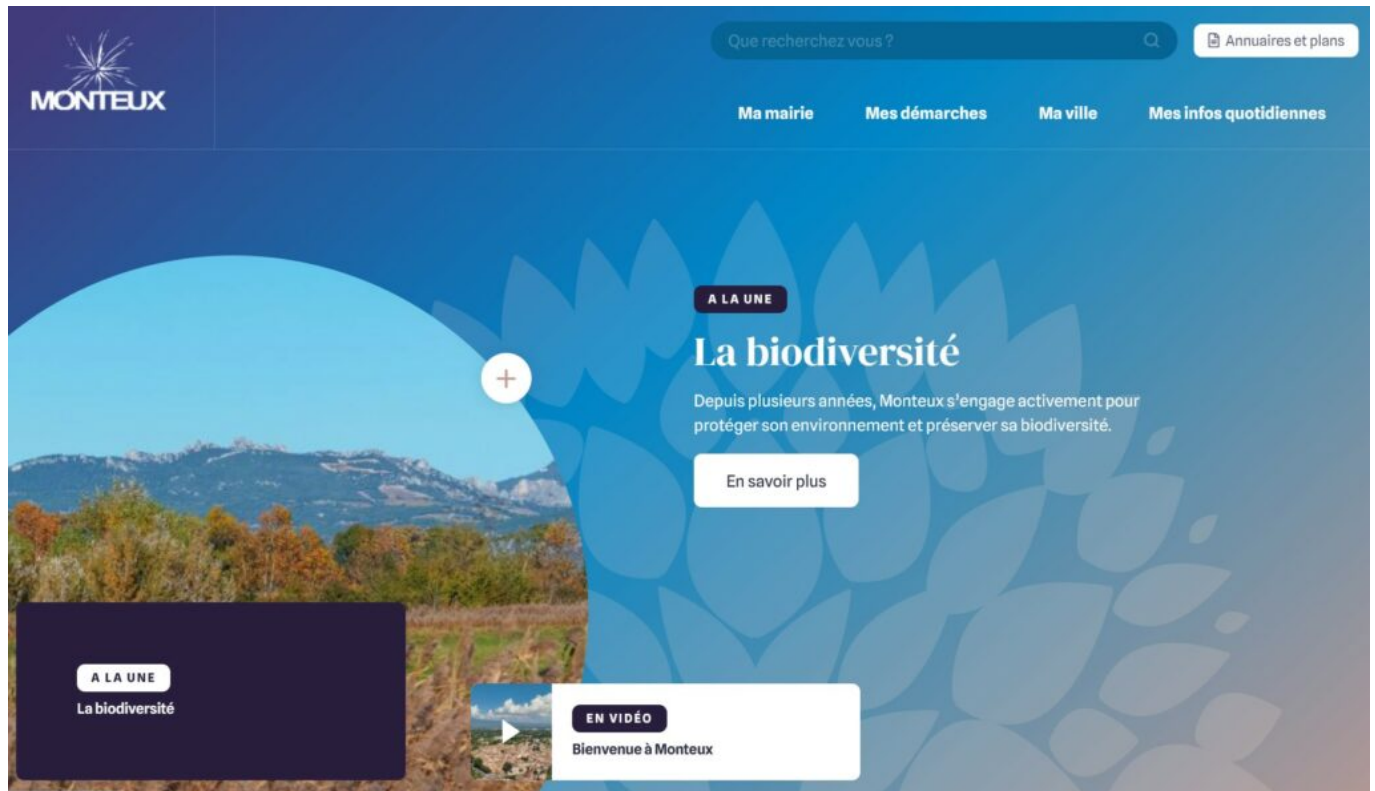 Que recherchez vous ?
Annuaires et plans
MONTEUX
Ma mairie
Mes démarches
Ma ville
Mes infos quotidiennes
A LA UNE
La biodiversité
Depuis plusieurs années, Monteux s'engage activement pour
protéger son environnement et préserver sa biodiversité.
En savoir plus
A LA UNE
La biodiversité
EN VIDÉO
Bienvenue à Monteux